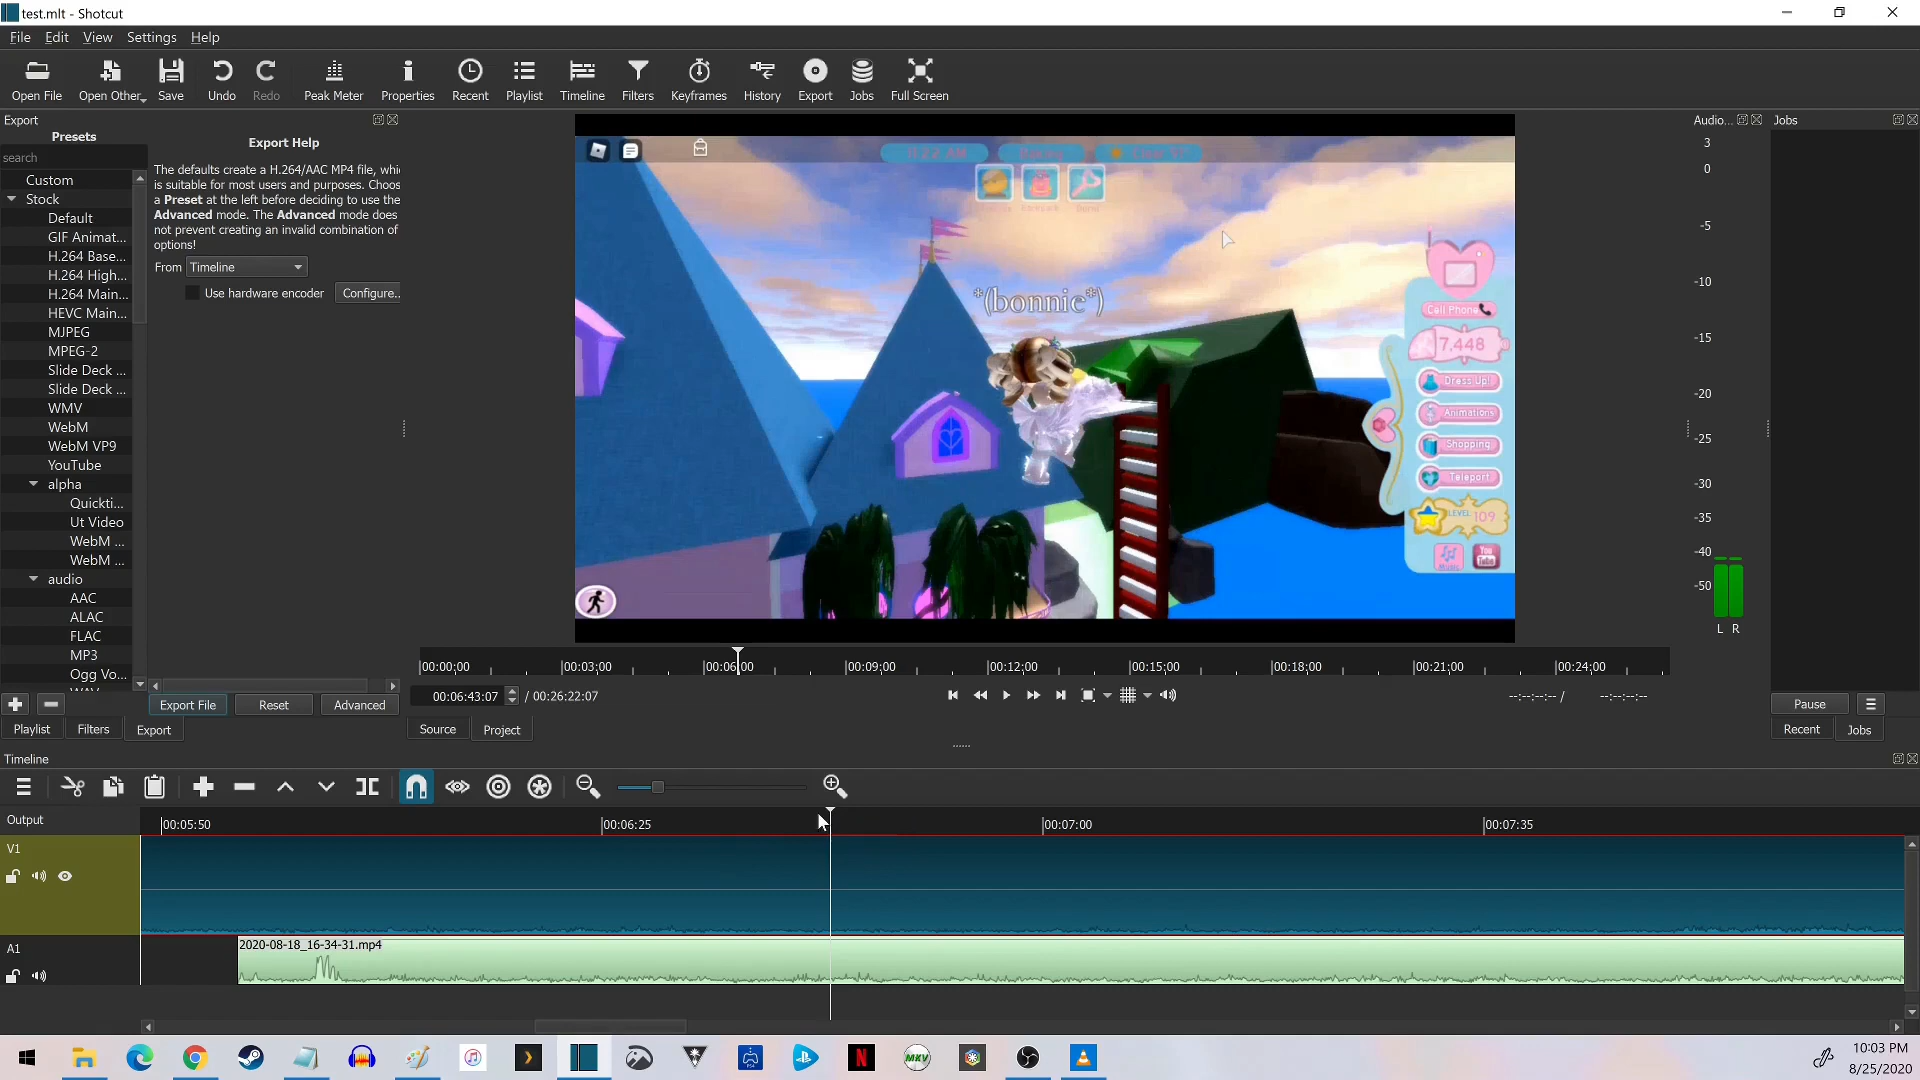 test.mlt - Shotcut
File Edit View Settings Help
Open File Open Other Save Undo Redo Peak Meter Properties Recent Playlist Timeline Filters Keyframes History Export Jobs Full Screen
Export
Presets
search
Custom
Stock
Default
GIF Animat...
H.264 Base...
H.264 High...
H.264 Main...
HEVC Main...
MJPEG
MPEG-2
Slide Deck ...
Slide Deck ...
WMV
WebM
WebM VP9
YouTube
alpha
Quickti...
Ut Video
WebM ...
WebM ...
audio
AAC
ALAC
FLAC
MP3
Ogg Vo...
WAV
Export Help
The defaults create a H.264/AAC MP4 file, whi
is suitable for most users and purposes. Choos
a Preset at the left before deciding to use the
Advanced mode. The Advanced mode does
not prevent creating an invalid combination of
options!
From Timeline
Use hardware encoder Configure..
Export File Reset Advanced
Playlist Filters Export
11:22 AM
*(bonnie*)
Cell Phone
7,448
Dress Up!
Animations
Shopping
Teleport
LEVEL 109
You Tube
00:00:00 00:03:00 00:06:00 00:09:00 00:12:00 00:15:00 00:18:00 00:21:00 00:24:00
00:06:43:07 / 00:26:22:07
--:--:--:-- / --:--:--:--
Source Project
Audio...
3
0
-5
-10
-15
-20
-25
-30
-35
-40
-50
L R
Jobs
Pause
Recent Jobs
Timeline
Output
00:05:50 00:06:25 00:07:00 00:07:35
V1
A1
2020-08-18_16-34-31.mp4
N
MKV
PS4
10:03 PM
8/25/2020